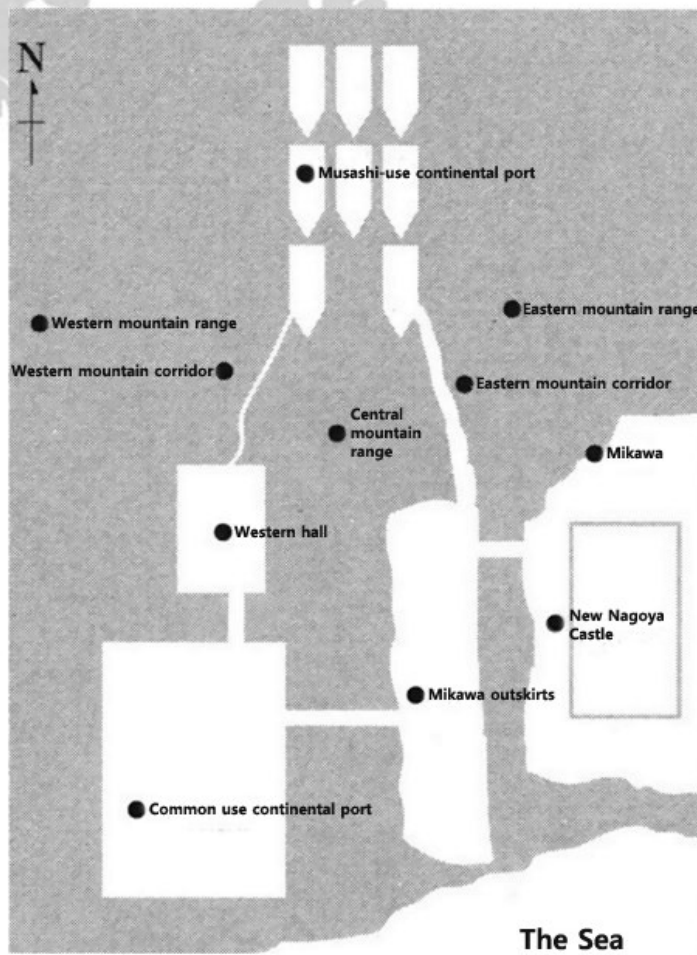 N
Musashi-use continental port
Western mountain range
Eastern mountain range
Western mountain corridor
Eastern mountain corridor
Central
mountain
range
Mikawa
Western hall
New Nagoya
Castle
Mikawa outskirts
Common use continental port
The Sea